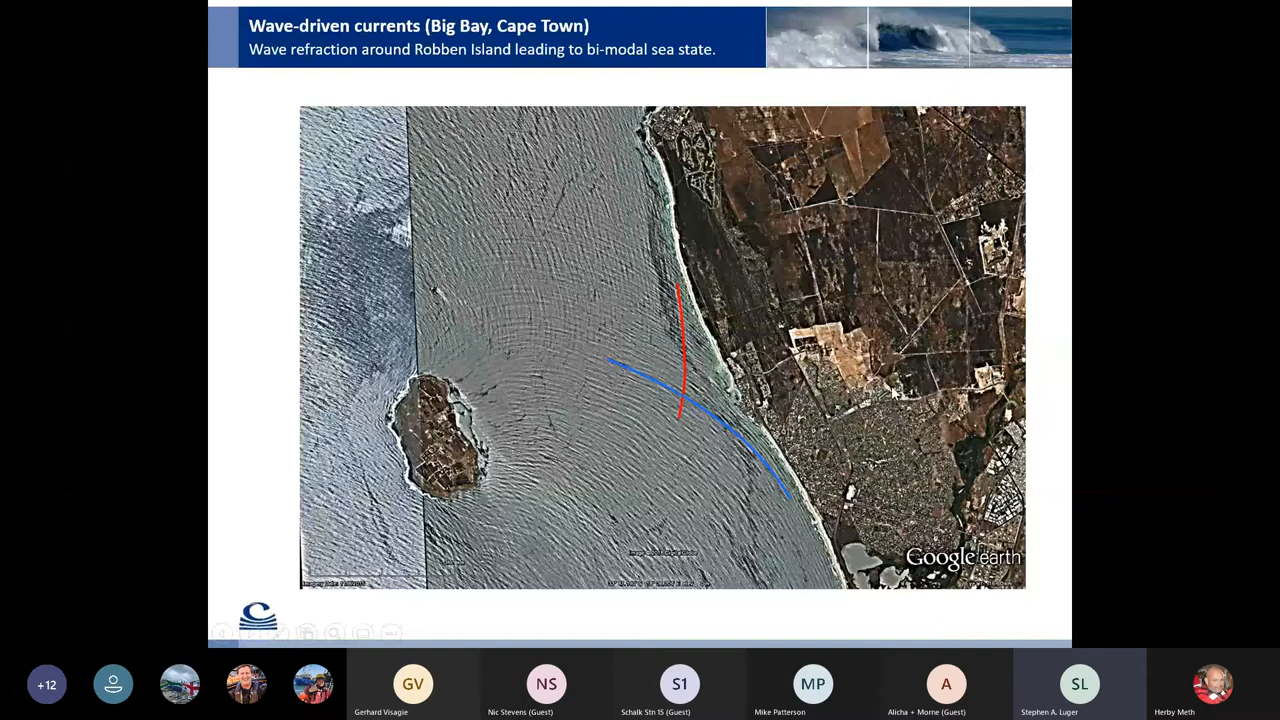 Wave-driven currents (Big Bay, Cape Town)
Wave refraction around Robben Island leading to bi-modal sea state.
Google earth
+12
GV
NS
S1
MP
A
SL
Gerhard Visagie
Nic Stevens (Guest)
Schalk Stn 15 (Guest)
Mike Patterson
Alicha + Morne (Guest)
Stephen A. Luger
Herby Meth